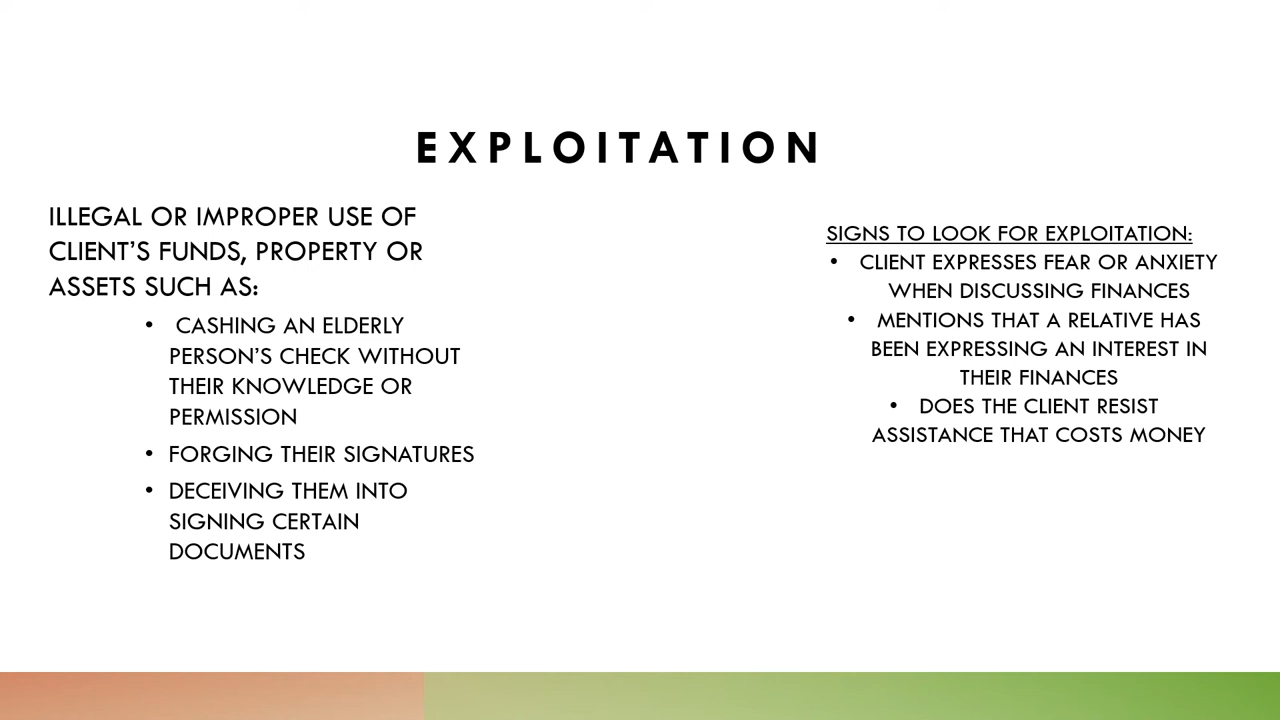 EXPLOITATION
ILLEGAL OR IMPROPER USE OF
CLIENT’S FUNDS, PROPERTY OR
ASSETS SUCH AS:
• CASHING AN ELDERLY
PERSON’S CHECK WITHOUT
THEIR KNOWLEDGE OR
PERMISSION
• FORGING THEIR SIGNATURES
• DECEIVING THEM INTO
SIGNING CERTAIN
DOCUMENTS
SIGNS TO LOOK FOR EXPLOITATION:
• CLIENT EXPRESSES FEAR OR ANXIETY
WHEN DISCUSSING FINANCES
• MENTIONS THAT A RELATIVE HAS
BEEN EXPRESSING AN INTEREST IN
THEIR FINANCES
• DOES THE CLIENT RESIST
ASSISTANCE THAT COSTS MONEY